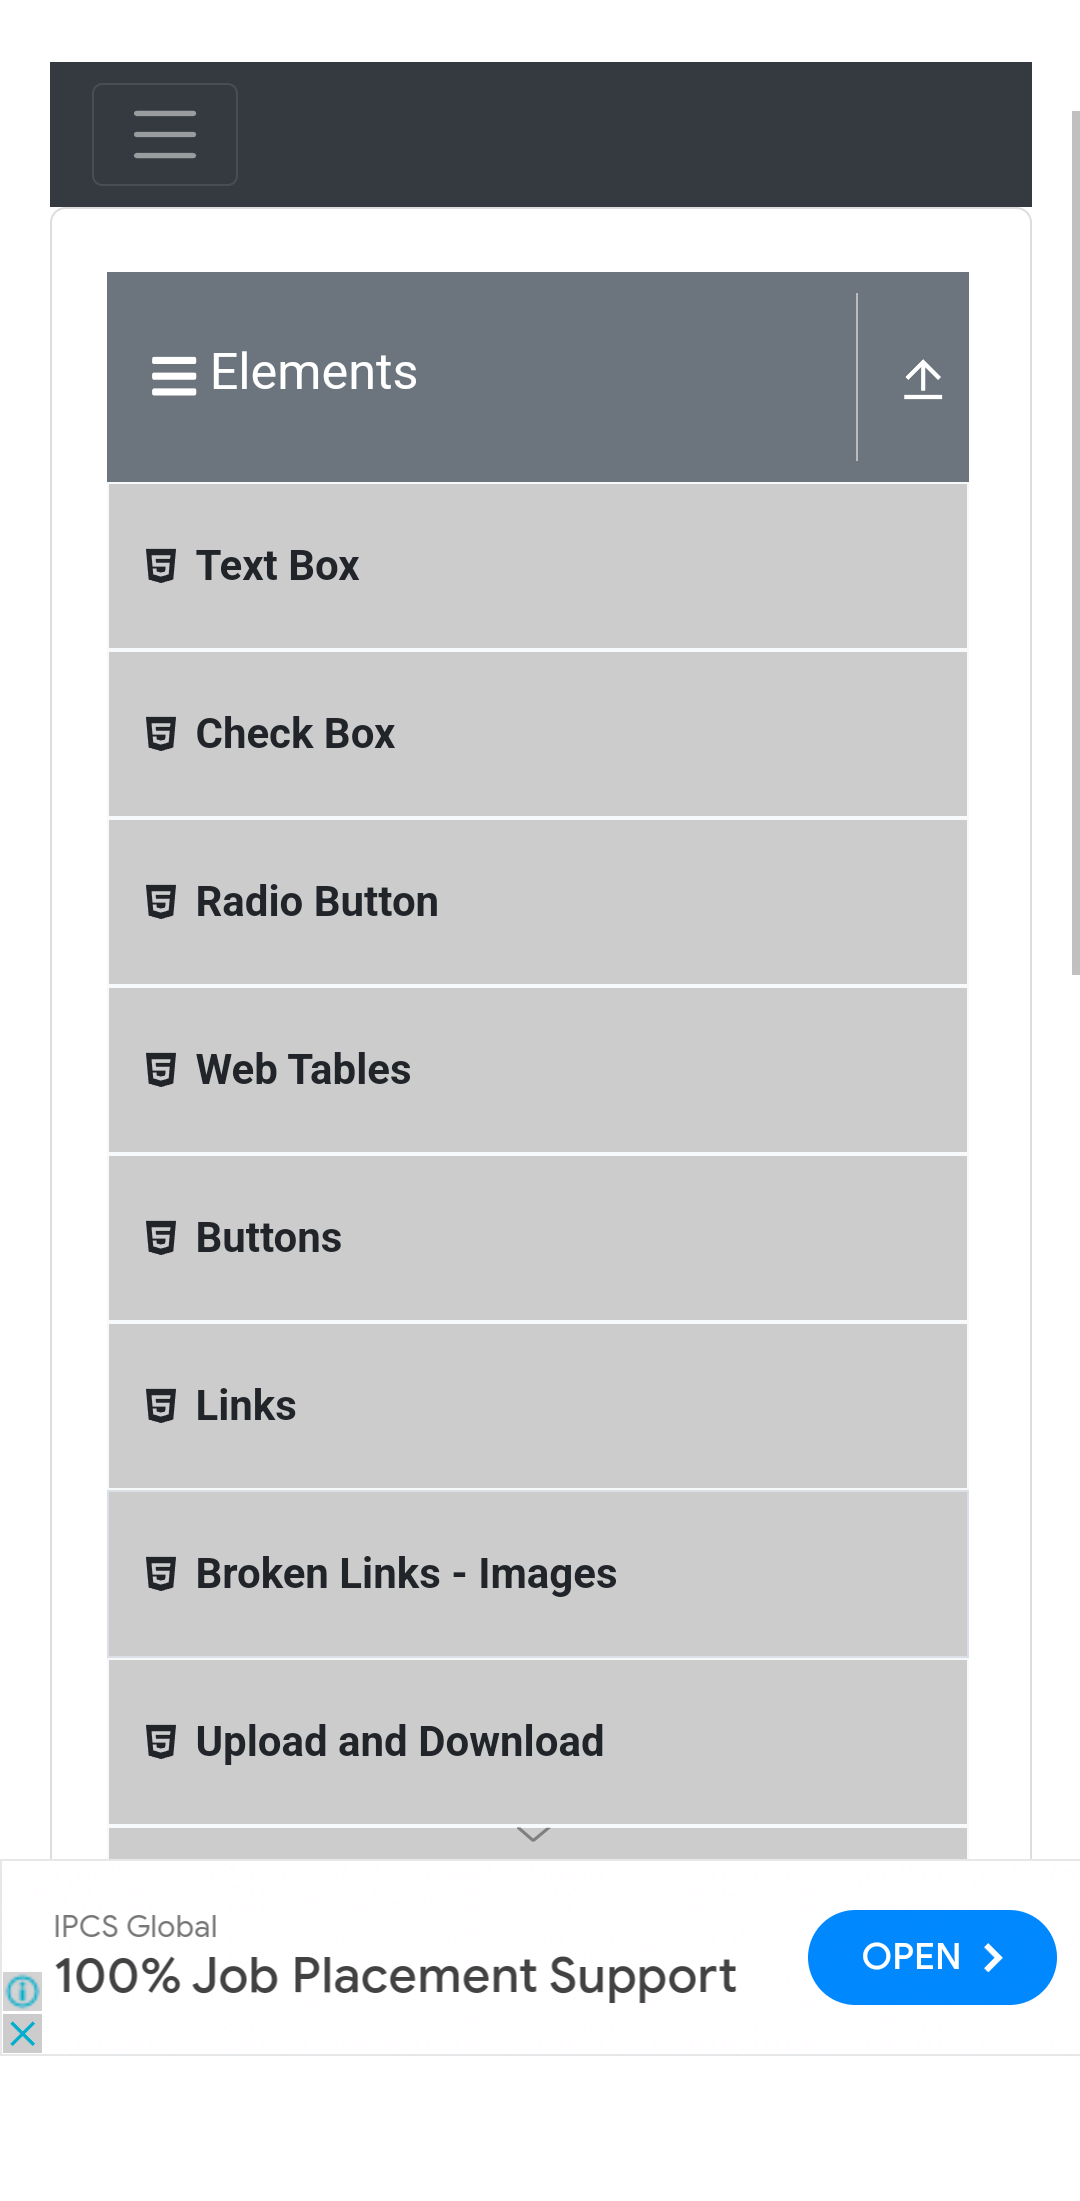 Elements
Text Box
Check Box
Radio Button
Web Tables
Buttons
Links
Broken Links - Images
Upload and Download
IPCS Global
100% Job Placement Support
OPEN